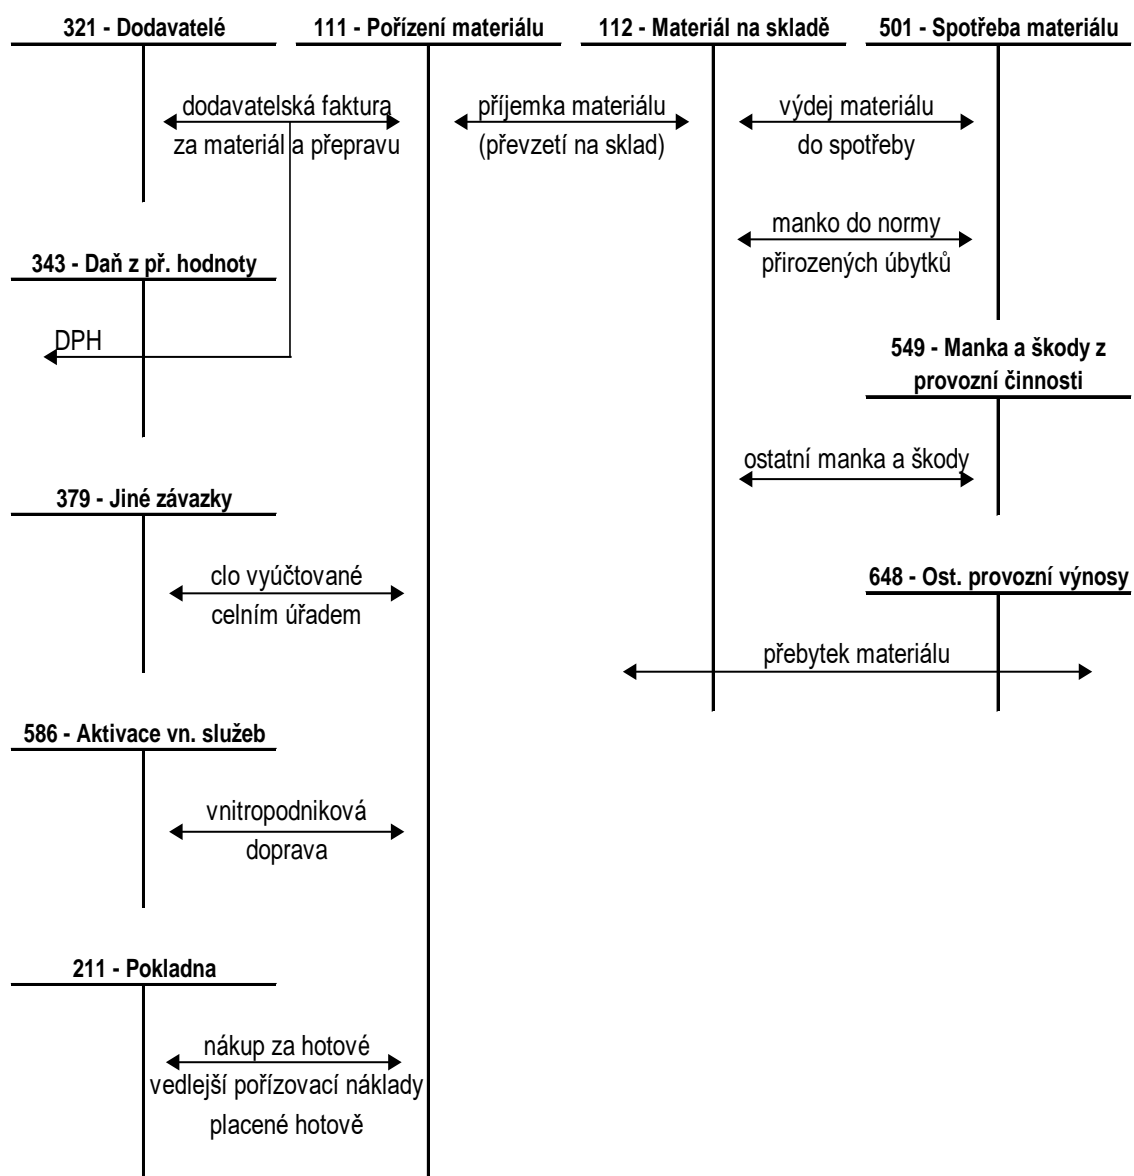 321 - Dodavatelé
111 - Pořízení materiálu
112 - Materiál na skladě
501 - Spotřeba materiálu
dodavatelská faktura
za materiál a přepravu
příjemka materiálu
(převzetí na sklad)
výdej materiálu
do spotřeby
manko do normy
přirozených úbytků
343 - Daň z př. hodnoty
DPH
549 - Manka a škody z
provozní činnosti
ostatní manka a škody
379 - Jiné závazky
clo vyúčtované
celním úřadem
648 - Ost. provozní výnosy
přebytek materiálu
586 - Aktivace vn. služeb
vnitropodniková
doprava
211 - Pokladna
nákup za hotové
vedlejší pořizovací náklady
placené hotově